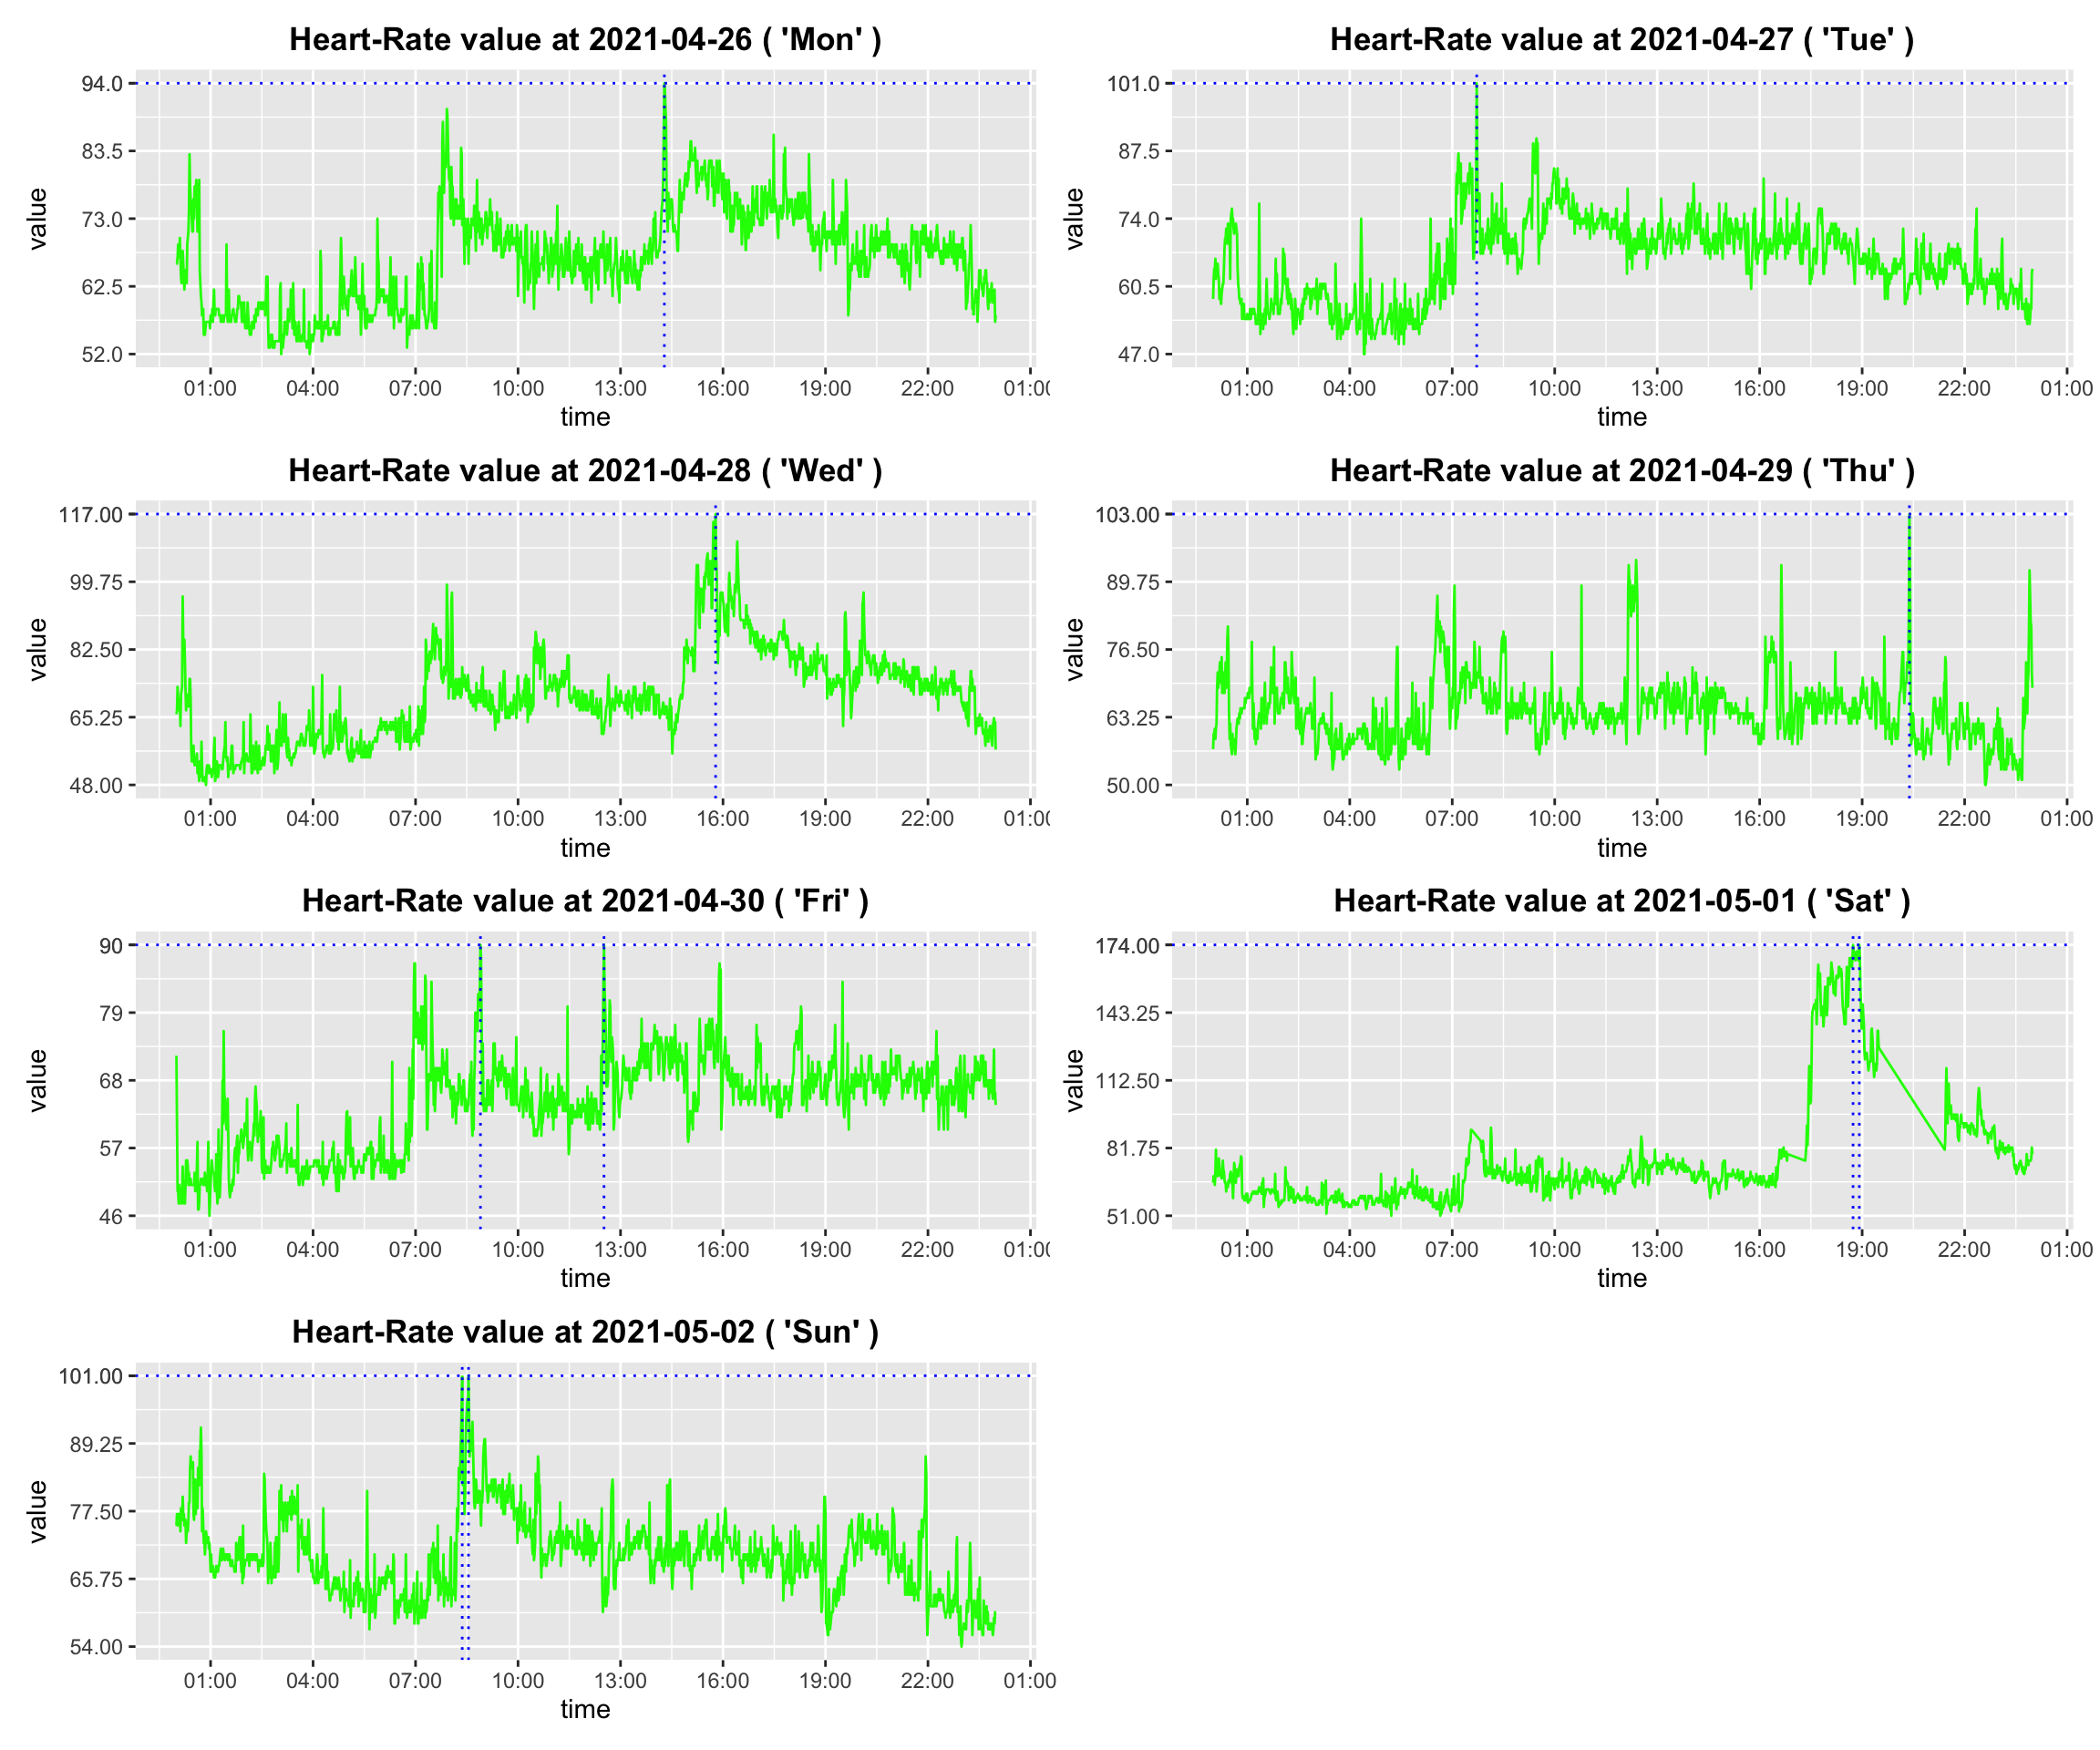 Heart-Rate value at 2021-04-26 ( 'Mon' )
94.0
83.5
73.0
62.5
52.0
value
01:00 04:00 07:00 10:00 13:00 16:00 19:00 22:00 01:0
time
Heart-Rate value at 2021-04-27 ( 'Tue' )
101.0
87.5
74.0
60.5
47.0
value
01:00 04:00 07:00 10:00 13:00 16:00 19:00 22:00 01:00
time
Heart-Rate value at 2021-04-28 ( 'Wed' )
117.00
99.75
82.50
65.25
48.00
value
01:00 04:00 07:00 10:00 13:00 16:00 19:00 22:00 01:0
time
Heart-Rate value at 2021-04-29 ( 'Thu' )
103.00
89.75
76.50
63.25
50.00
value
01:00 04:00 07:00 10:00 13:00 16:00 19:00 22:00 01:00
time
Heart-Rate value at 2021-04-30 ( 'Fri' )
90
79
68
57
46
value
01:00 04:00 07:00 10:00 13:00 16:00 19:00 22:00 01:0
time
Heart-Rate value at 2021-05-01 ( 'Sat' )
174.00
143.25
112.50
81.75
51.00
value
01:00 04:00 07:00 10:00 13:00 16:00 19:00 22:00 01:00
time
Heart-Rate value at 2021-05-02 ( 'Sun' )
101.00
89.25
77.50
65.75
54.00
value
01:00 04:00 07:00 10:00 13:00 16:00 19:00 22:00 01:00
time